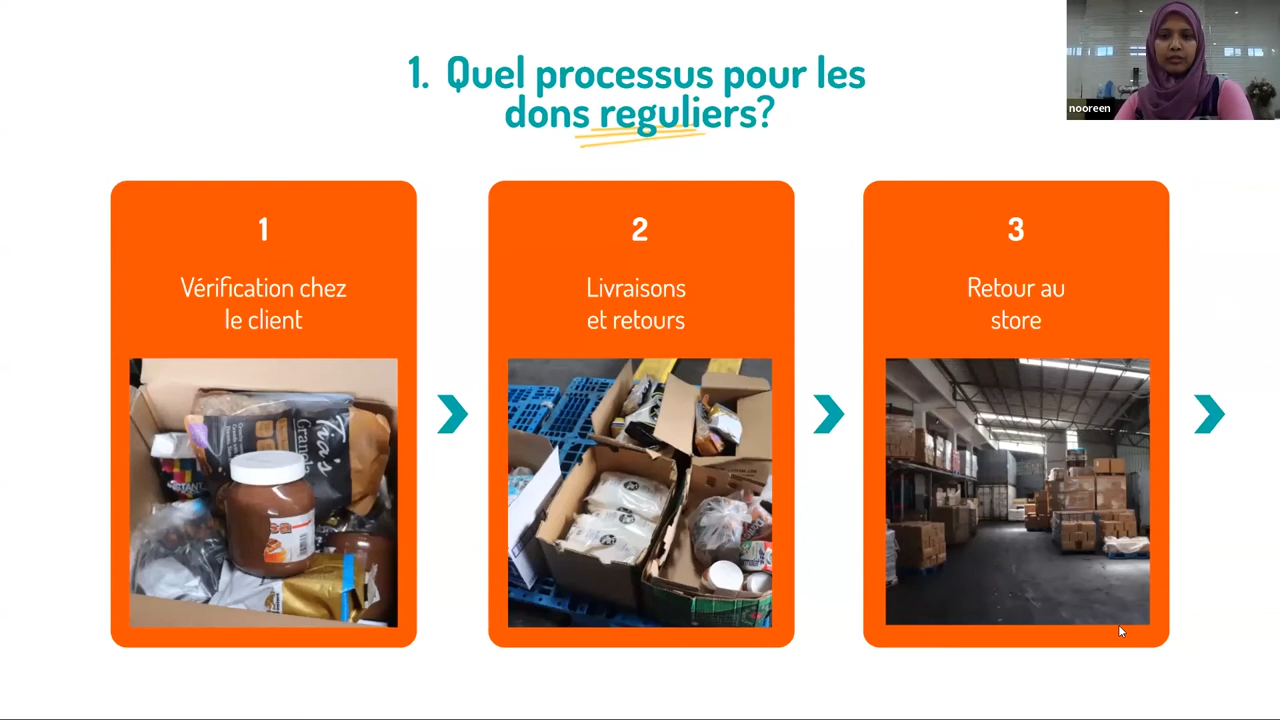 1. Quel processus pour les
dons reguliers?
nooreen
1
Vérification chez
le client
2
Livraisons
et retours
3
Retour au
store